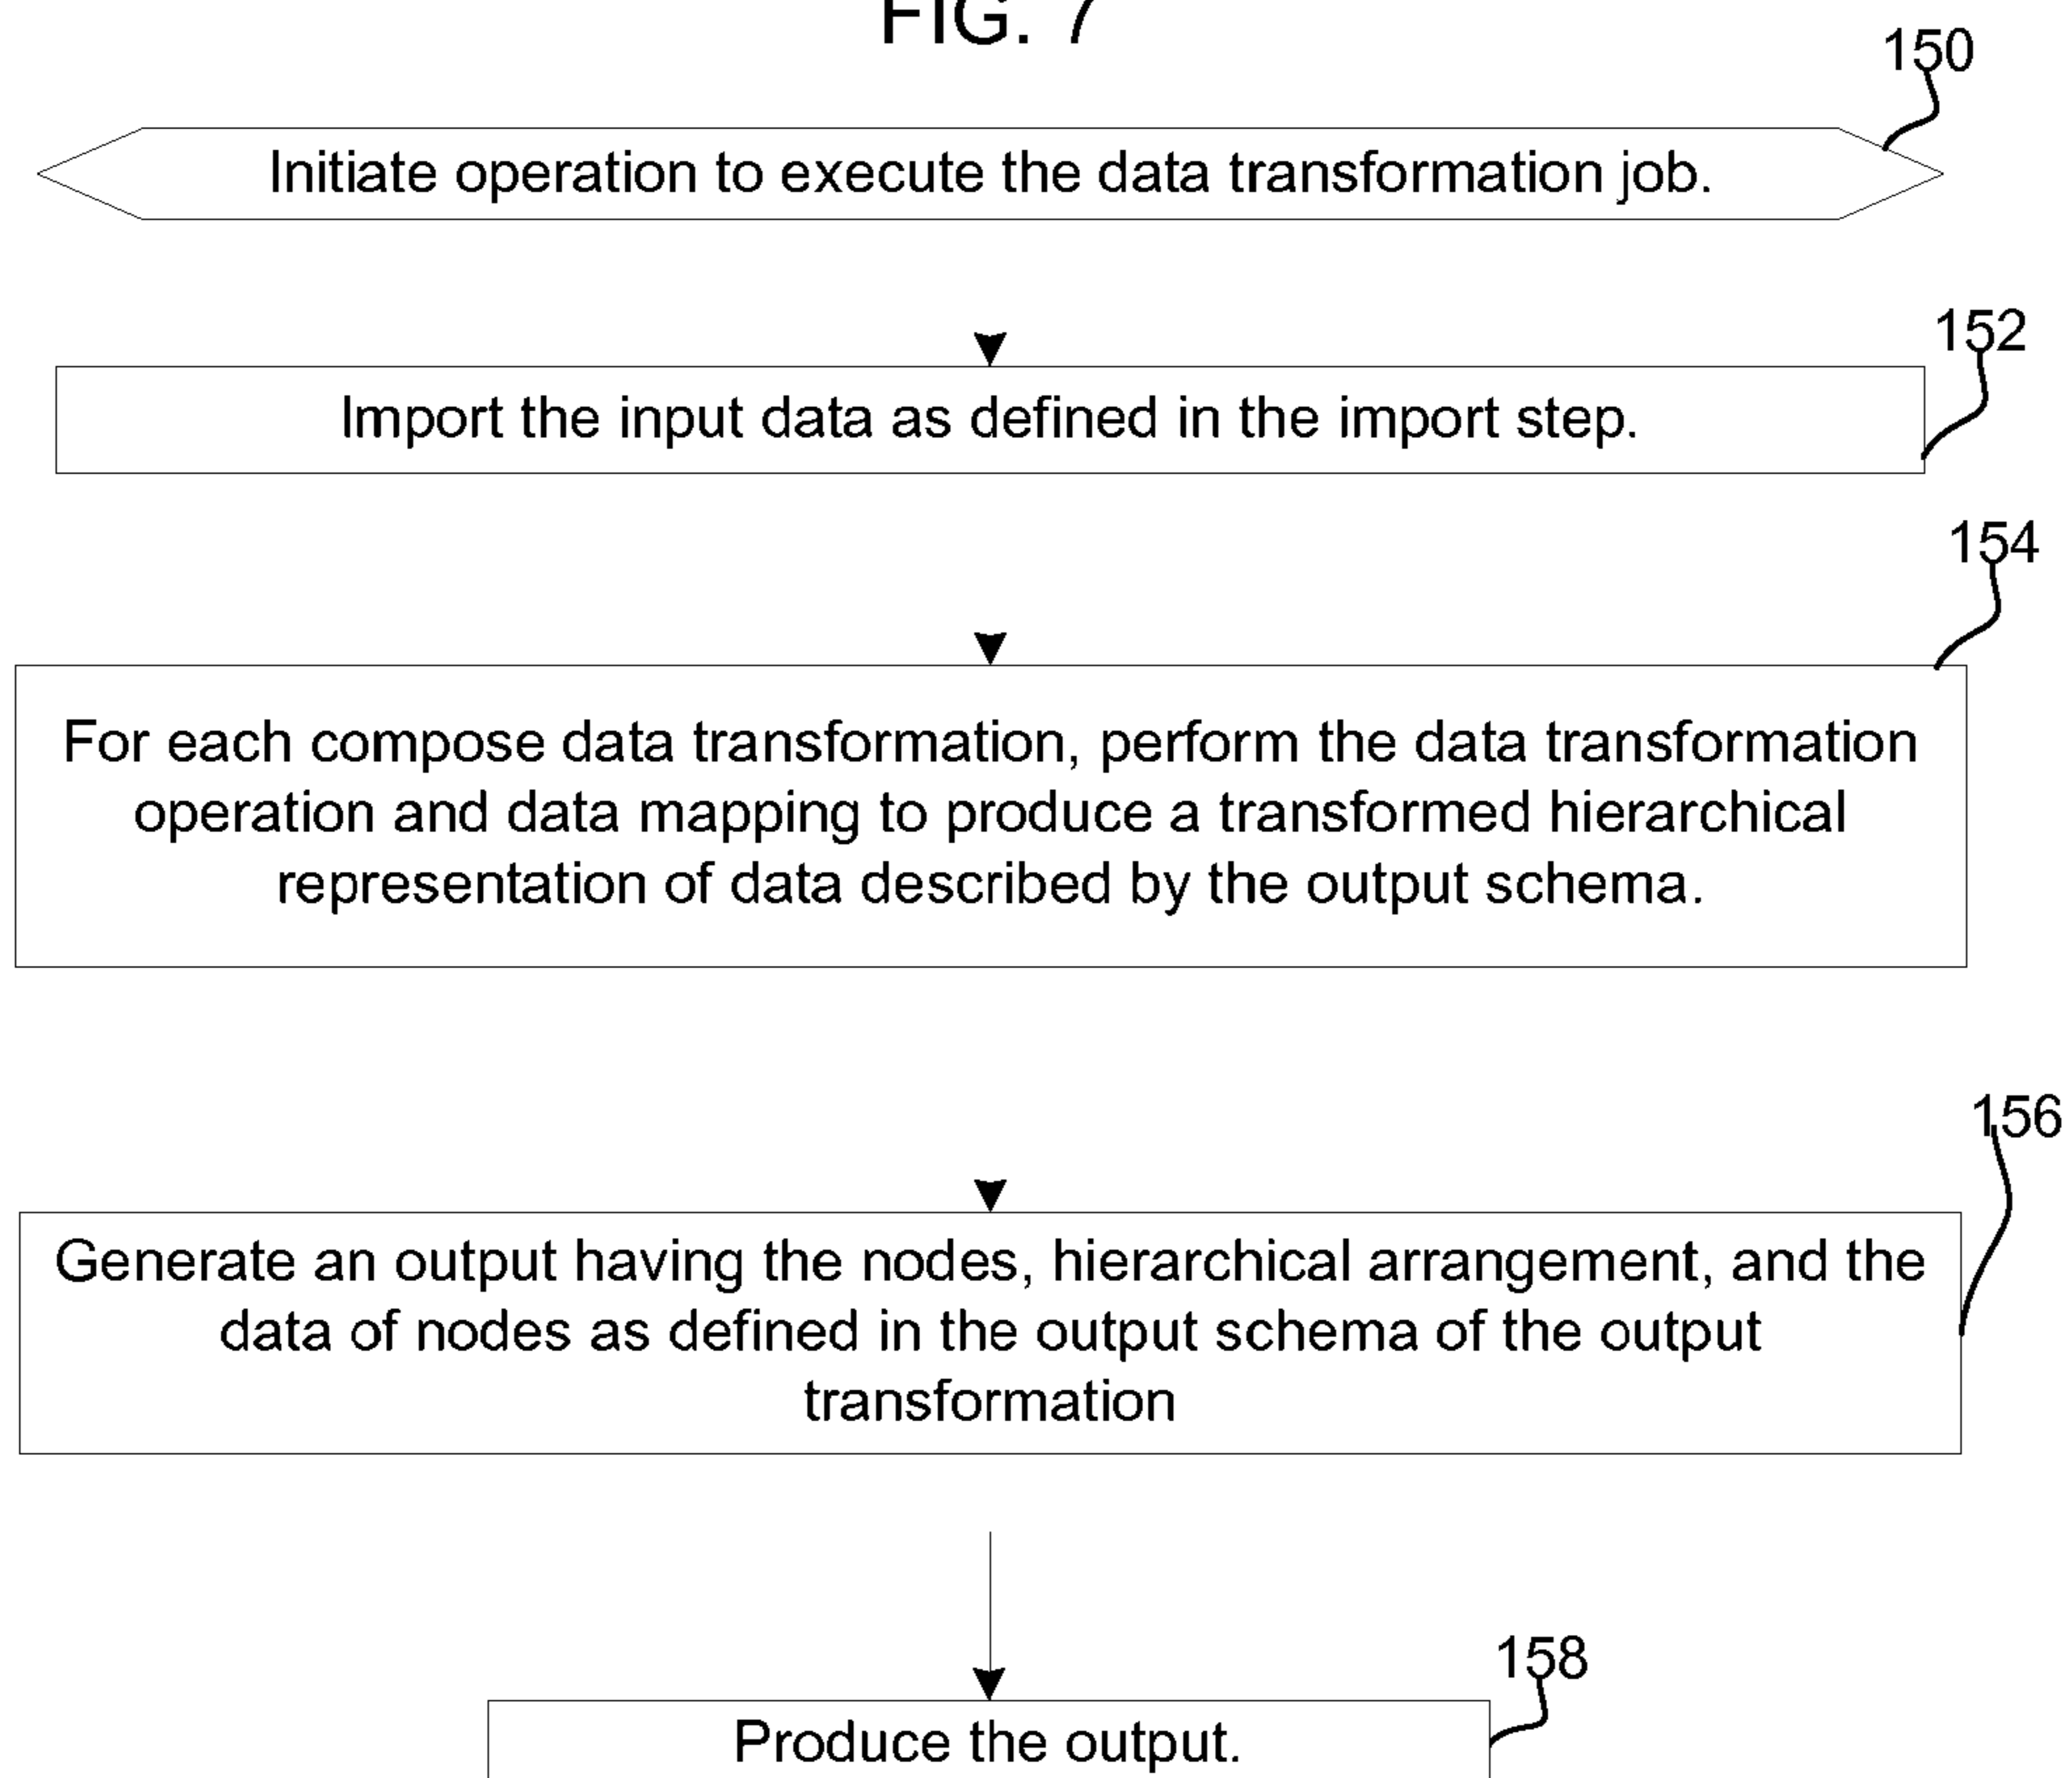 FIG. 7
150
Initiate operation to execute the data transformation job.
152
Import the input data as defined in the import step.
154
For each compose data transformation, perform the data transformation
operation and data mapping to produce a transformed hierarchical
representation of data described by the output schema.
156
Generate an output having the nodes, hierarchical arrangement, and the
data of nodes as defined in the output schema of the output
transformation
158
Produce the output.